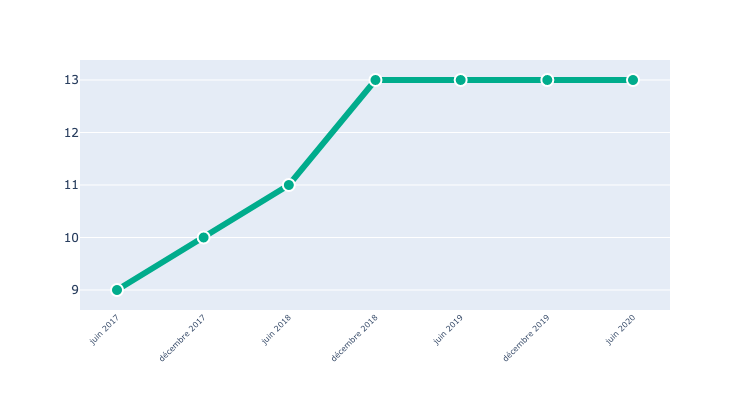 13
12
11
10
9
juin 2017
décembre 2017
juin 2018
décembre 2018
juin 2019
décembre 2019
juin 2020